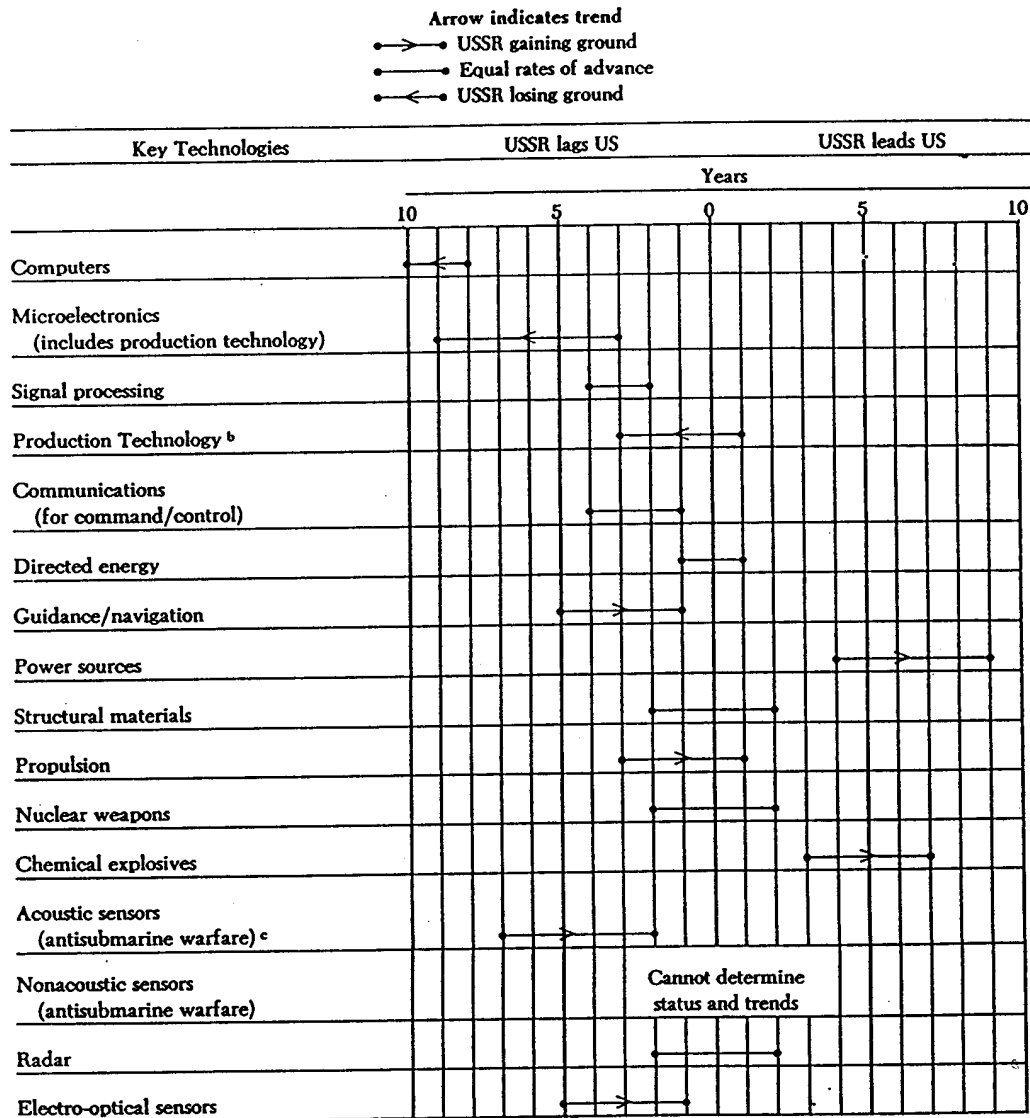 Arrow indicates trend
USSR gaining ground
Equal rates of advance
USSR losing ground
Key Technologies USSR lags US USSR leads US
Years
10 5 0 5 10
Computers
Microelectronics
(includes production technology)
Signal processing
Production Technology b
Communications
(for command/control)
Directed energy
Guidance/navigation
Power sources
Structural materials
Propulsion
Nuclear weapons
Chemical explosives
Acoustic sensors
(antisubmarine warfare) c
Nonacoustic sensors
(antisubmarine warfare)
Cannot determine
status and trends
Radar
Electro-optical sensors